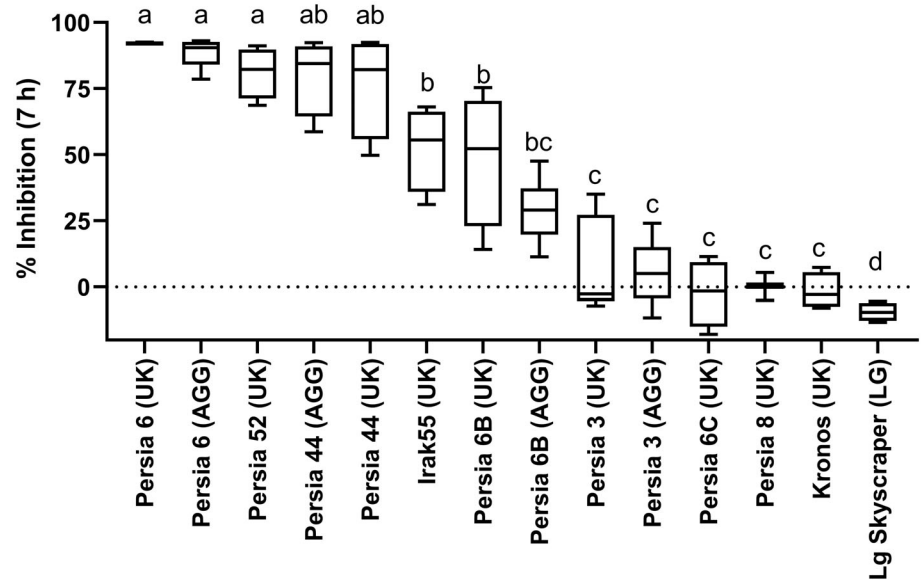 a a a ab ab b b bc c c c c c d
% Inhibition (7 h)
100
75
50
25
0
Persia 6 (UK)
Persia 6 (AGG)
Persia 52 (UK)
Persia 44 (AGG)
Persia 44 (UK)
Irak55 (UK)
Persia 6B (UK)
Persia 6B (AGG)
Persia 3 (UK)
Persia 3 (AGG)
Persia 6C (UK)
Persia 8 (UK)
Kronos (UK)
Lg Skyscraper (LG)